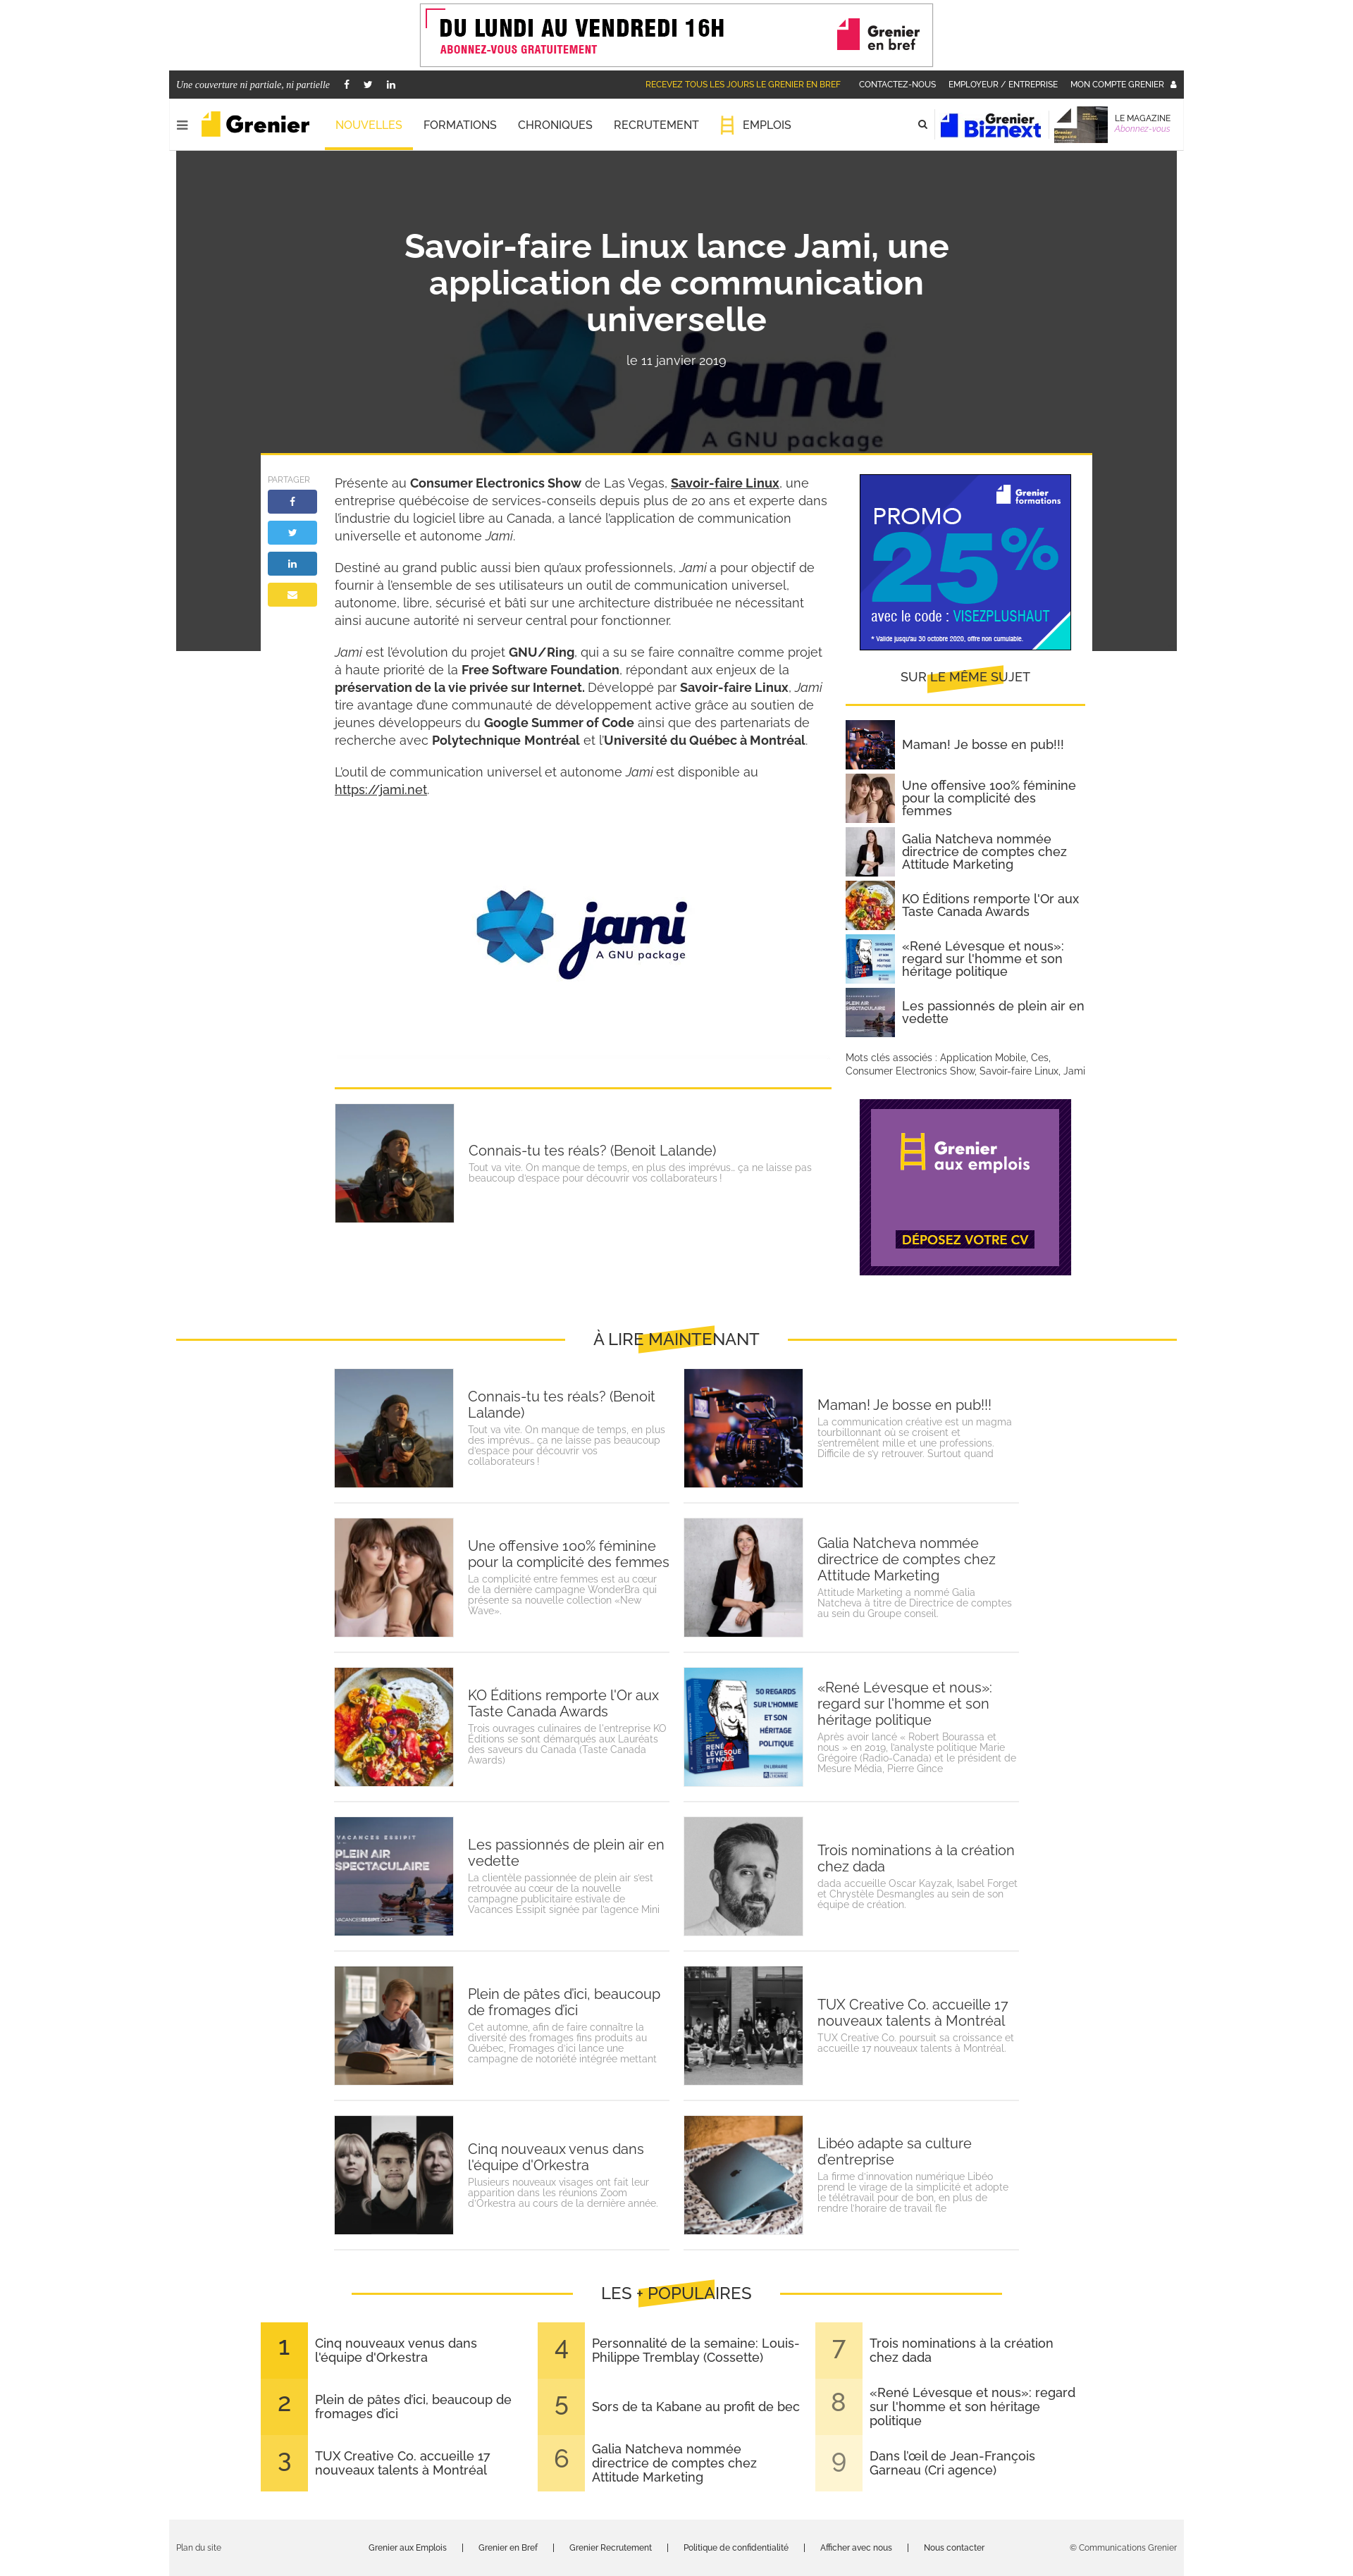 DU LUNDI AU VENDREDI 16H
ABONNEZ-VOUS GRATUITEMENT
Grenier
en bref
Une couverture ni partiale, ni partielle
RECEVEZ TOUS LES JOURS LE GRENIER EN BREF
CONTACTEZ-NOUS
EMPLOYEUR / ENTREPRISE
MON COMPTE GRENIER
Grenier
NOUVELLES
FORMATIONS
CHRONIQUES
RECRUTEMENT
EMPLOIS
Grenier
Biznext
LE MAGAZINE
Abonnez-vous
Savoir-faire Linux lance Jami, une
application de communication
universelle
le 11 janvier 2019
jami
A GNU package
PARTAGER
Présente au Consumer Electronics Show de Las Vegas, Savoir-faire Linux, une
entreprise québécoise de services-conseils depuis plus de 20 ans et experte dans
l'industrie du logiciel libre au Canada, a lancé l'application de communication
universelle et autonome Jami.
Destiné au grand public aussi bien qu'aux professionnels, Jami a pour objectif de
fournir à l'ensemble de ses utilisateurs un outil de communication universel,
autonome, libre, sécurisé et bâti sur une architecture distribuée ne nécessitant
ainsi aucune autorité ni serveur central pour fonctionner.
Jami est l'évolution du projet GNU/Ring, qui a su se faire connaître comme projet
à haute priorité de la Free Software Foundation, répondant aux enjeux de la
préservation de la vie privée sur Internet. Développé par Savoir-faire Linux, Jami
tire avantage d'une communauté de développement active grâce au soutien de
jeunes développeurs du Google Summer of Code ainsi que des partenariats de
recherche avec Polytechnique Montréal et l'Université du Québec à Montréal.
L'outil de communication universel et autonome Jami est disponible au
https://jami.net.
jami
A GNU package
Connais-tu tes réals? (Benoit Lalande)
Tout va vite. On manque de temps, en plus des imprévus… ça ne laisse pas
beaucoup d'espace pour découvrir vos collaborateurs !
Grenier
formations
PROMO
25%
avec le code : VISEZPLUSHAUT
* Valide jusqu'au 30 octobre 2020, offre non cumulable.
SUR LE MÊME SUJET
Maman! Je bosse en pub!!!
Une offensive 100% féminine
pour la complicité des
femmes
Galia Natcheva nommée
directrice de comptes chez
Attitude Marketing
KO Éditions remporte l'Or aux
Taste Canada Awards
«René Lévesque et nous»:
regard sur l'homme et son
héritage politique
Les passionnés de plein air en
vedette
Mots clés associés : Application Mobile, Ces,
Consumer Electronics Show, Savoir-faire Linux, Jami
Grenier
aux emplois
DÉPOSEZ VOTRE CV
À LIRE MAINTENANT
Connais-tu tes réals? (Benoit
Lalande)
Tout va vite. On manque de temps, en plus
des imprévus… ça ne laisse pas beaucoup
d'espace pour découvrir vos
collaborateurs !
Maman! Je bosse en pub!!!
La communication créative est un magma
tourbillonnant où se croisent et
s'entremêlent mille et une professions.
Difficile de s'y retrouver. Surtout quand
Une offensive 100% féminine
pour la complicité des femmes
La complicité entre femmes est au cœur
de la dernière campagne WonderBra qui
présente sa nouvelle collection «New
Wave».
Galia Natcheva nommée
directrice de comptes chez
Attitude Marketing
Attitude Marketing a nommé Galia
Natcheva à titre de Directrice de comptes
au sein du Groupe conseil.
KO Éditions remporte l'Or aux
Taste Canada Awards
Trois ouvrages culinaires de l'entreprise KO
Éditions se sont démarqués aux Lauréats
des saveurs du Canada (Taste Canada
Awards)
50 REGARDS
SUR L'HOMME
ET SON
HÉRITAGE
POLITIQUE
RENÉ
LÉVESQUE
ET NOUS
EN LIBRAIRIE
«René Lévesque et nous»:
regard sur l'homme et son
héritage politique
Après avoir lancé « Robert Bourassa et
nous » en 2019, l'analyste politique Marie
Grégoire (Radio-Canada) et le président de
Mesure Média, Pierre Gince
VACANCES ESSIPIT
PLEIN AIR
SPECTACULAIRE
VACANCESESSIPIT.COM
Les passionnés de plein air en
vedette
La clientèle passionnée de plein air s'est
retrouvée au cœur de la nouvelle
campagne publicitaire estivale de
Vacances Essipit signée par l'agence Mini
Trois nominations à la création
chez dada
dada accueille Oscar Kayzak, Isabel Forget
et Chrystèle Desmangles au sein de son
équipe de création.
Plein de pâtes d'ici, beaucoup
de fromages d'ici
Cet automne, afin de faire connaître la
diversité des fromages fins produits au
Québec, Fromages d'ici lance une
campagne de notoriété intégrée mettant
TUX Creative Co. accueille 17
nouveaux talents à Montréal
TUX Creative Co. poursuit sa croissance et
accueille 17 nouveaux talents à Montréal.
Cinq nouveaux venus dans
l'équipe d'Orkestra
Plusieurs nouveaux visages ont fait leur
apparition dans les réunions Zoom
d'Orkestra au cours de la dernière année.
Libéo adapte sa culture
d'entreprise
La firme d'innovation numérique Libéo
prend le virage de la simplicité et adopte
le télétravail pour de bon, en plus de
rendre l'horaire de travail fle
LES + POPULAIRES
1
Cinq nouveaux venus dans
l'équipe d'Orkestra
2
Plein de pâtes d'ici, beaucoup de
fromages d'ici
3
TUX Creative Co. accueille 17
nouveaux talents à Montréal
4
Personnalité de la semaine: Louis-
Philippe Tremblay (Cossette)
5
Sors de ta Kabane au profit de bec
6
Galia Natcheva nommée
directrice de comptes chez
Attitude Marketing
7
Trois nominations à la création
chez dada
8
«René Lévesque et nous»: regard
sur l'homme et son héritage
politique
9
Dans l'œil de Jean-François
Garneau (Cri agence)
Plan du site
Grenier aux Emplois | Grenier en Bref | Grenier Recrutement | Politique de confidentialité | Afficher avec nous | Nous contacter
© Communications Grenier